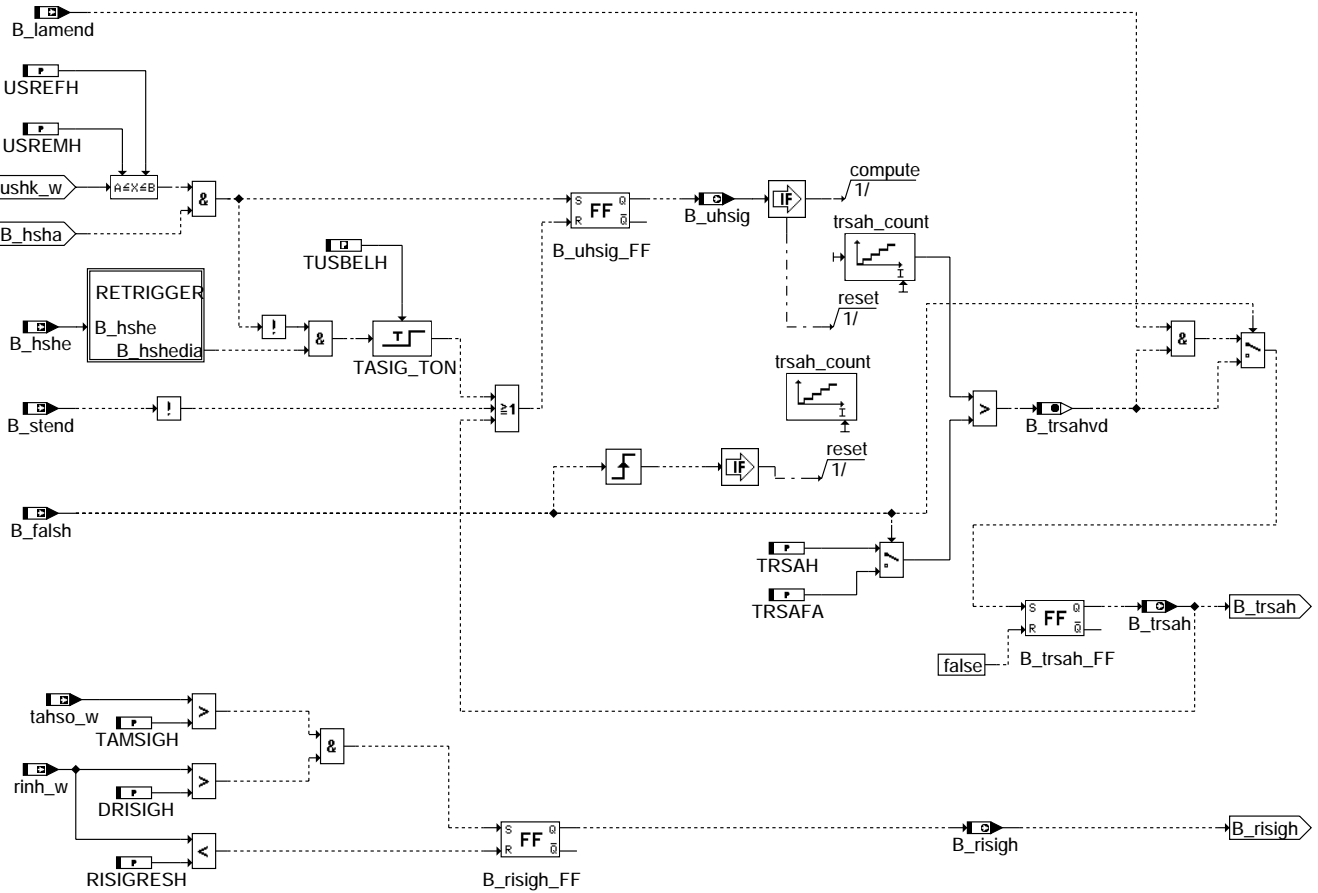 B_lamend
P
USREFH
P
USREMH
ushk_w
A≤X≤B
&
B_hsha
S FF Q
R Q
B_uhsig_FF
B_uhsig
IF
compute
1/
trsah_count
I
reset
1/
P
TUSBELH
RETRIGGER
B_hshe
B_hshedia
B_hshe
!
&
T
TASIG_TON
trsah_count
I
&
B_stend
!
≧1
>
B_trsahvd
IF
reset
1/
B_falsh
P
TRSAH
P
TRSAFA
S FF Q
R Q
B_trsah_FF
false
B_trsah
B_trsah
tahso_w
P
TAMSIGH
>
&
rinh_w
P
DRISIGH
>
P
RISIGRESH
<
S FF Q
R Q
B_risigh_FF
B_risigh
B_risigh